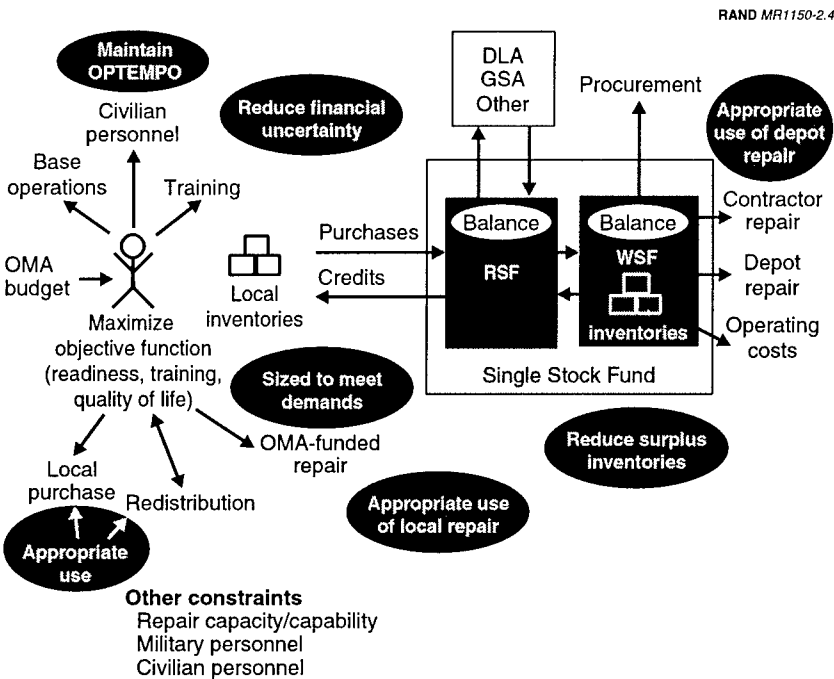 RAND MR1150-2.4
Maintain
OPTEMPO
Civilian
personnel
Reduce financial
uncertainty
DLA
GSA
Other
Procurement
Appropriate
use of depot
repair
Base
operations
Training
OMA
budget
Local
inventories
Purchases
Credits
Balance
RSF
Balance
WSF
inventories
Contractor
repair
Depot
repair
Operating
costs
Single Stock Fund
Maximize
objective function
(readiness, training,
quality of life)
Sized to meet
demands
OMA-funded
repair
Reduce surplus
inventories
Local
purchase
Redistribution
Appropriate use
of local repair
Appropriate
use
Other constraints
Repair capacity/capability
Military personnel
Civilian personnel